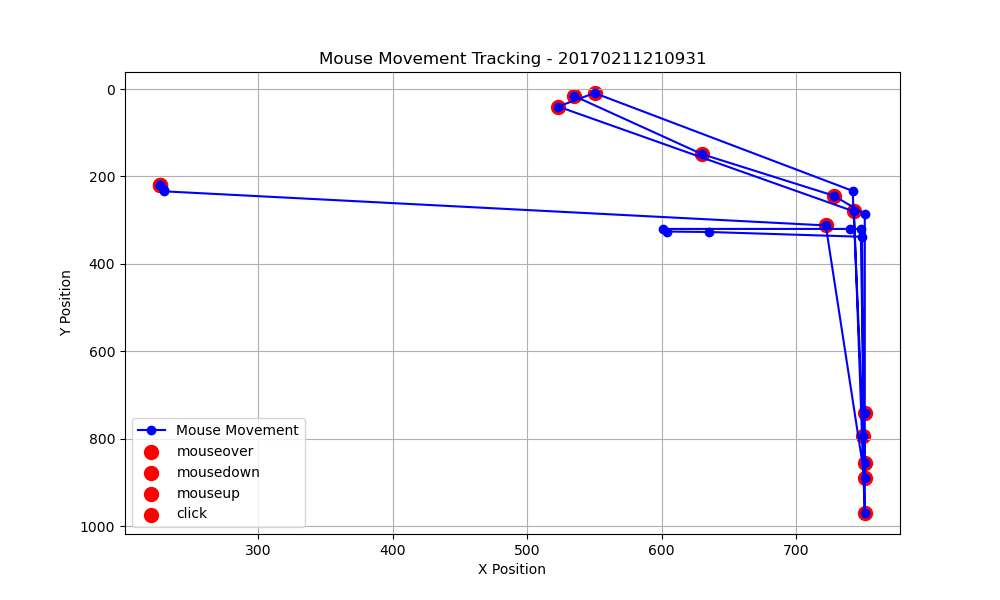 Mouse Movement Tracking - 20170211210931
0
200
400
600
800
1000
Y Position
Mouse Movement
mouseover
mousedown
mouseup
click
300
400
500
600
700
X Position